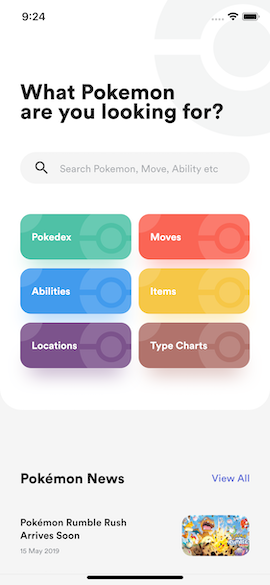 9:24
What Pokemon
are you looking for?
Search Pokemon, Move, Ability etc
Pokedex
Moves
Abilities
Items
Locations
Type Charts
Pokémon News
View All
Pokémon Rumble Rush
Arrives Soon
15 May 2019